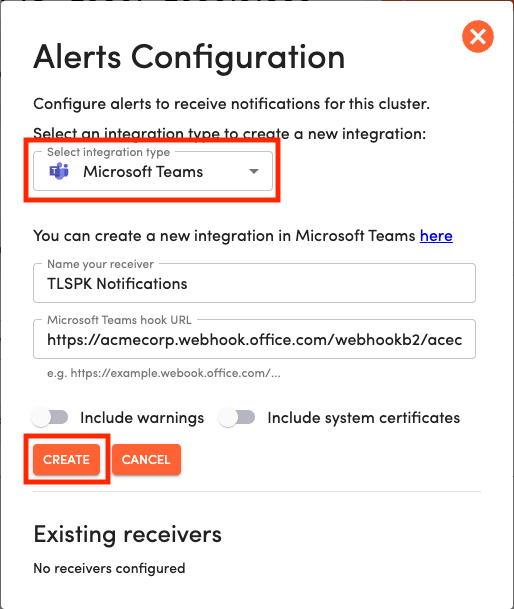 Alerts Configuration
Configure alerts to receive notifications for this cluster.
Select an integration type to create a new integration:
Select integration type
Microsoft Teams
You can create a new integration in Microsoft Teams here
Name your receiver
TLSPK Notifications
Microsoft Teams hook URL
https://acmecorp.webhook.office.com/webhookb2/acec
e.g. https://example.webook.office.com/...
Include warnings Include system certificates
CREATE CANCEL
Existing receivers
No receivers configured